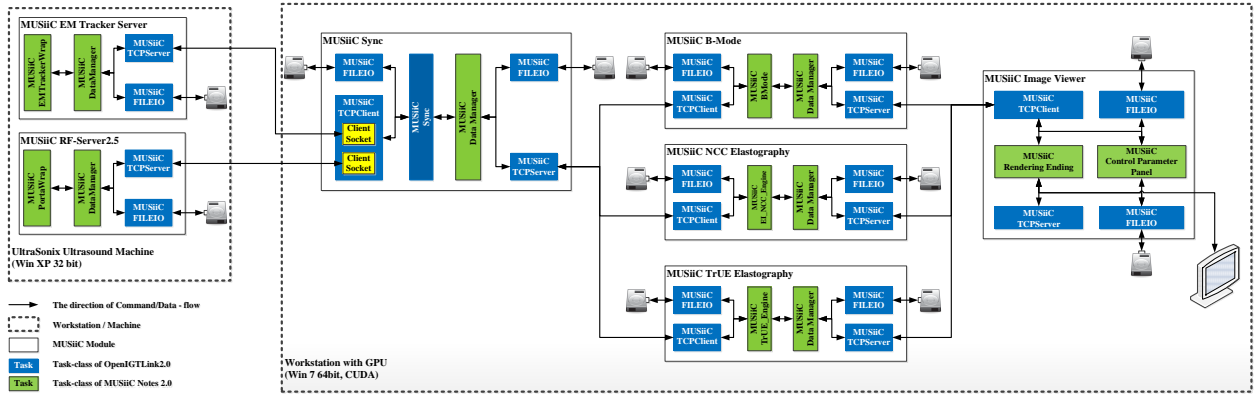 MUSiiC EM Tracker Server
MUSiiC
EMTrackerWrap
MUSiiC
DataManager
MUSiiC
TCPServer
MUSiiC
FILEIO
MUSiiC RF-Server2.5
MUSiiC
PortaWrap
MUSiiC
DataManager
MUSiiC
TCPServer
MUSiiC
FILEIO
UltraSonix Ultrasound Machine
(Win XP 32 bit)
MUSiiC Sync
MUSiiC
FILEIO
MUSiiC
TCPClient
Client
Socket
Client
Socket
MUSiiC
Sync
MUSiiC
Data Manager
MUSiiC
FILEIO
MUSiiC
TCPServer
MUSiiC B-Mode
MUSiiC
FILEIO
MUSiiC
TCPClient
MUSiiC
BMode
MUSiiC
Data Manager
MUSiiC
FILEIO
MUSiiC
TCPServer
MUSiiC NCC Elastography
MUSiiC
FILEIO
MUSiiC
TCPClient
MUSiiC
EI_NCC_Engine
MUSiiC
Data Manager
MUSiiC
FILEIO
MUSiiC
TCPServer
MUSiiC TrUE Elastography
MUSiiC
FILEIO
MUSiiC
TCPClient
MUSiiC
TrUE_Engine
MUSiiC
Data Manager
MUSiiC
FILEIO
MUSiiC
TCPServer
MUSiiC Image Viewer
MUSiiC
TCPClient
MUSiiC
FILEIO
MUSiiC
Rendering Ending
MUSiiC
Control Parameter
Panel
MUSiiC
TCPServer
MUSiiC
FILEIO
Workstation with GPU
(Win 7 64bit, CUDA)
The direction of Command/Data - flow
Workstation / Machine
MUSiiC Module
Task
Task-class of OpenIGTLink2.0
Task
Task-class of MUSiiC Notes 2.0